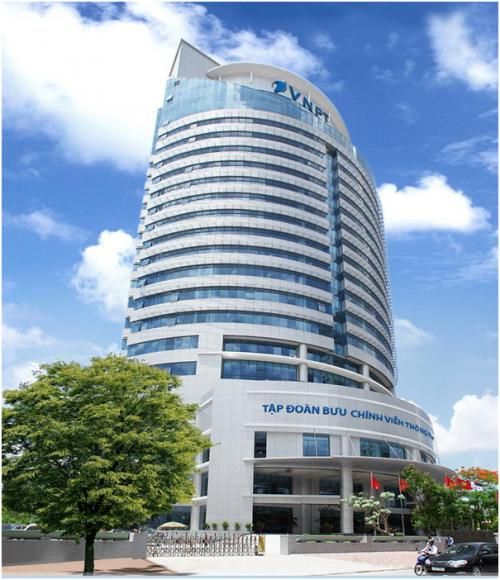 VNPT
TẬP ĐOÀN BƯU CHÍNH VIỄN THÔNG